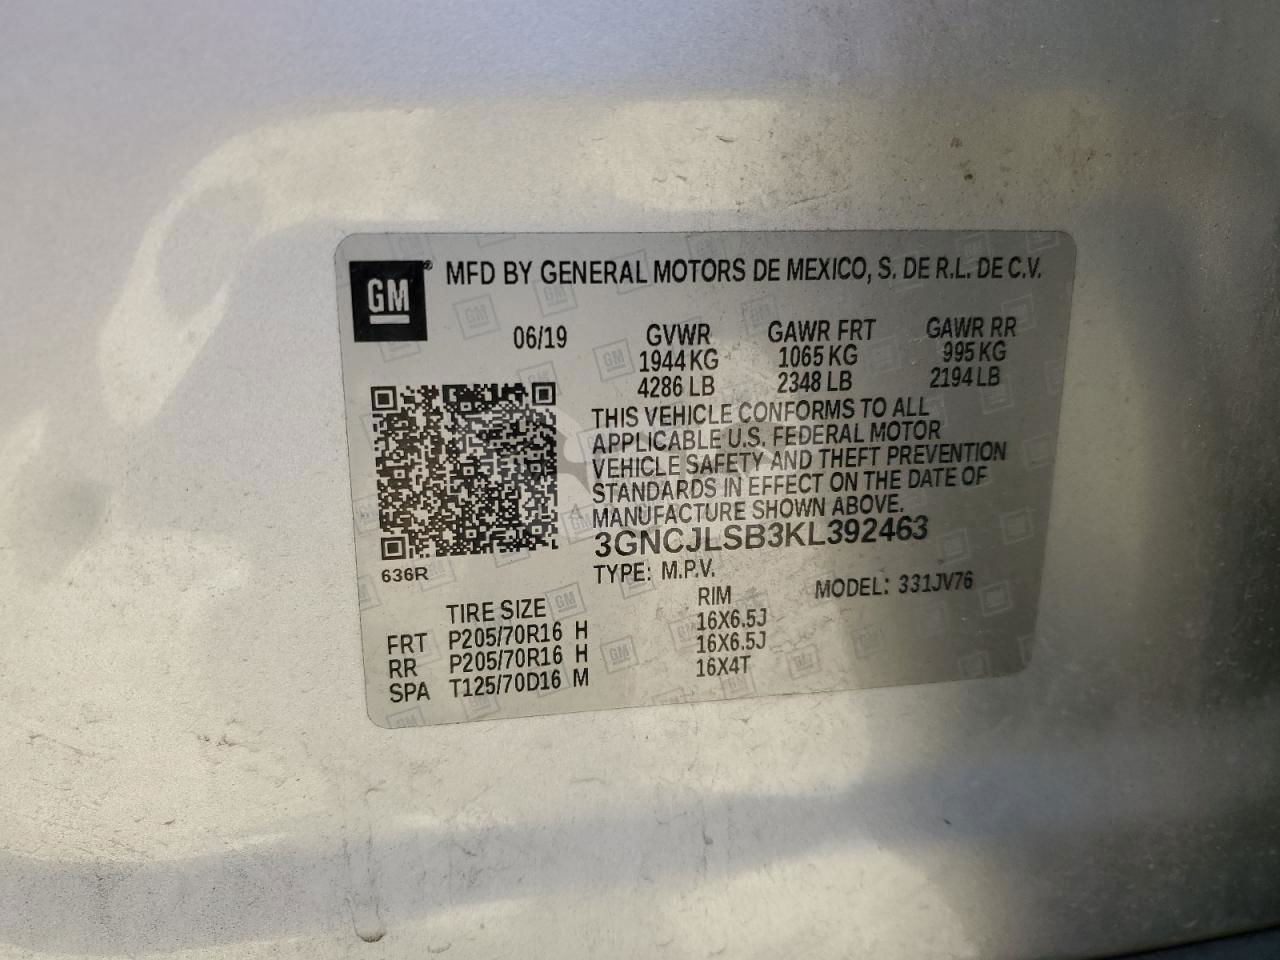 GM ® MFD BY GENERAL MOTORS DE MEXICO, S. DE R.L. DE C.V.
06/19 GVWR GAWR FRT GAWR RR
1944 KG 1065 KG 995 KG
4286 LB 2348 LB 2194 LB
THIS VEHICLE CONFORMS TO ALL
APPLICABLE U.S. FEDERAL MOTOR
VEHICLE SAFETY AND THEFT PREVENTION
STANDARDS IN EFFECT ON THE DATE OF
MANUFACTURE SHOWN ABOVE.
3GNCJLSB3KL392463
636R TYPE: M.P.V. MODEL: 331JV76
TIRE SIZE RIM
FRT P205/70R16 H 16X6.5J
RR P205/70R16 H 16X6.5J
SPA T125/70D16 M 16X4T